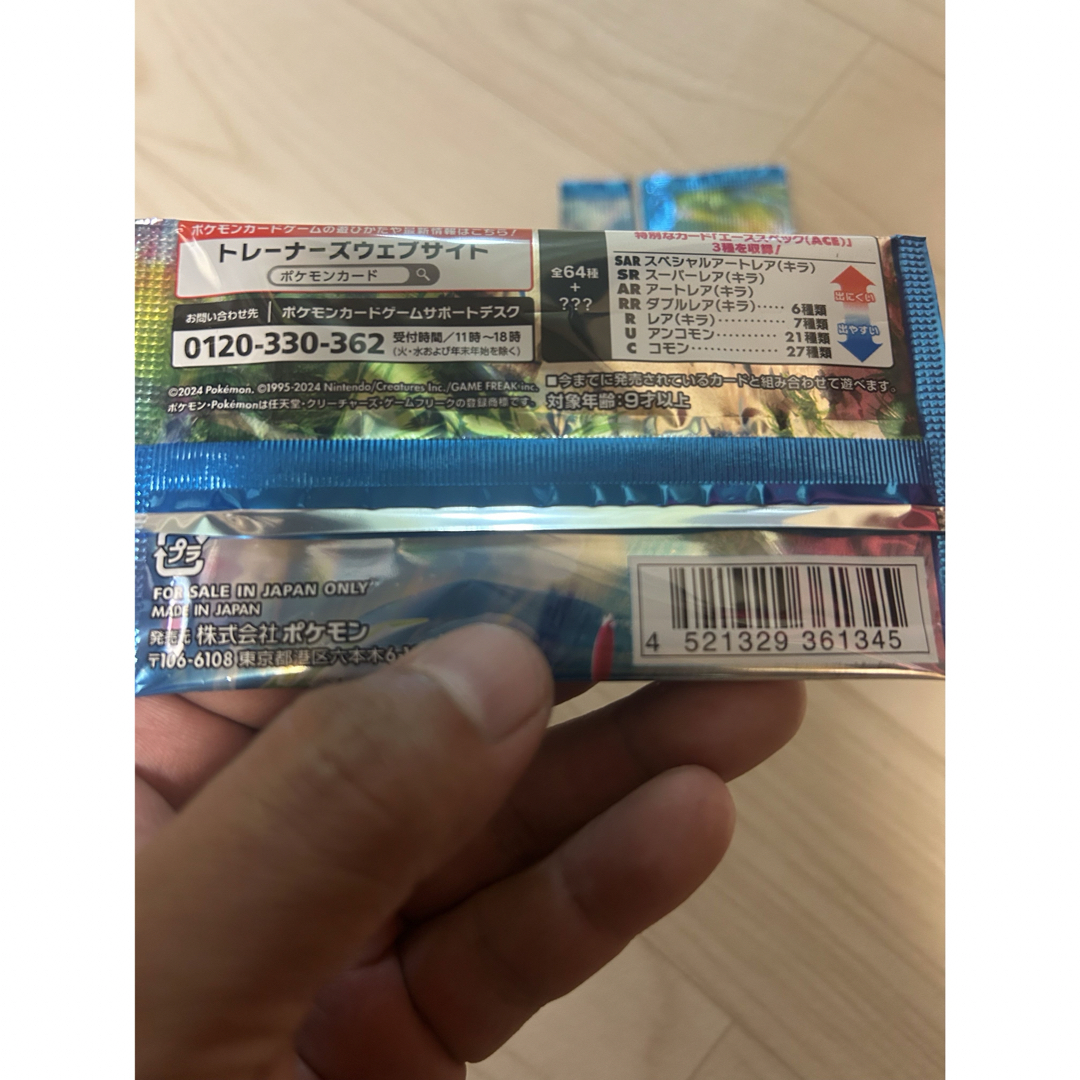 ポケモンカードゲームの遊びかたや最新情報はこちら!
トレーナーズウェブサイト
ポケモンカード
お問い合わせ先 ポケモンカードゲームサポートデスク
0120-330-362 受付時間/11時〜18時
(火・水および年末年始を除く)
©2024 Pokémon. ©1995-2024 Nintendo/Creatures Inc./GAME FREAK inc.
ポケモン・Pokémonは任天堂・クリーチャーズ・ゲームフリークの登録商標です。
全64種
+
???
特別なカード「エーススペック(ACE)」
3種を収録!
SAR スペシャルアートレア(キラ)
SR スーパーレア(キラ)
AR アートレア(キラ)
RR ダブルレア(キラ)····· 6種類
R レア(キラ)············ 7種類
U アンコモン············ 21種類
C コモン··············· 27種類
出にくい
出やすい
■今までに発売されているカードと組み合わせて遊べます。
対象年齢:9才以上
プラ
FOR SALE IN JAPAN ONLY
MADE IN JAPAN
発売元 株式会社ポケモン
〒106-6108 東京都港区六本木6-
4 521329 361345